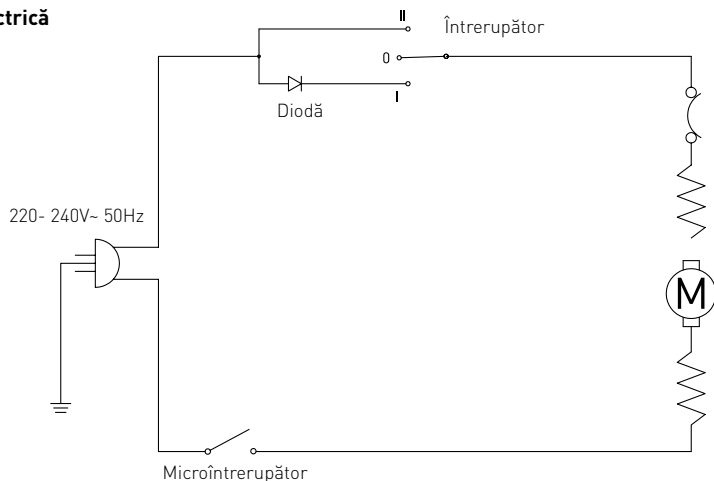 ctrică
II
Întrerupător
0
I
Diodă
220- 240V~ 50Hz
M
Microîntrerupător